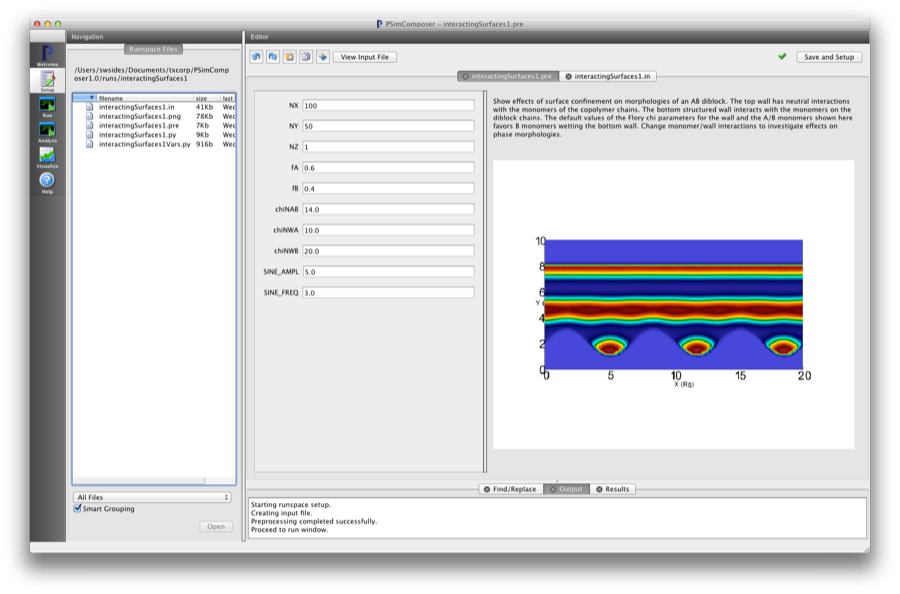 PSimComposer - interactingSurfaces1.pre
Navigation
Editor
Welcome
Setup
Run
Analyze
Visualize
Help
Runspace Files
/Users/swsides/Documents/txcorp/PSimComp
oser1.0/runs/interactingSurfaces1
filename size last
interactingSurfaces1.in 41Kb Wec
interactingSurfaces1.png 78Kb Wec
interactingSurfaces1.pre 7Kb Wec
interactingSurfaces1.py 9Kb Wec
interactingSurfaces1Vars.py 916b Wec
All Files
Smart Grouping
Open
View Input File
Save and Setup
interactingSurfaces1.pre
interactingSurfaces1.in
NX 100
NY 50
NZ 1
fA 0.6
fB 0.4
chiNAB 14.0
chiNWA 10.0
chiNWB 20.0
SINE_AMPL 5.0
SINE_FREQ 3.0
Show effects of surface confinement on morphologies of an AB diblock. The top wall has neutral interactions
with the monomers of the copolymer chains. The bottom structured wall interacts with the monomers on the
diblock chains. The default values of the Flory chi parameters for the wall and the A/B monomers shown here
favors B monomers wetting the bottom wall. Change monomer/wall interactions to investigate effects on
phase morphologies.
10
8
6
Y
4
2
0
0 5 10 15 20
X (Rg)
Find/Replace
Output
Results
Starting runspace setup.
Creating input file.
Preprocessing completed successfully.
Proceed to run window.